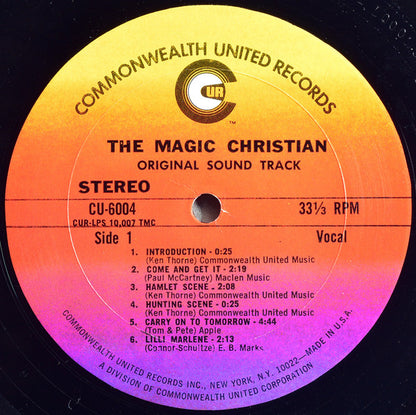 COMMONWEALTH UNITED RECORDS
CUR
TM
THE MAGIC CHRISTIAN
ORIGINAL SOUND TRACK
STEREO
CU-6004
33⅓ RPM
CUR-LPS 10,007 TMC
Side 1
Vocal
1. INTRODUCTION - 0:25
(Ken Thorne) Commonwealth United Music
2. COME AND GET IT - 2:19
(Paul McCartney) Maclen Music
3. HAMLET SCENE - 2:08
(Ken Thorne) Commonwealth United Music
4. HUNTING SCENE - 0:25
(Ken Thorne) Commonwealth United Music
5. CARRY ON TO TOMORROW - 4:44
(Tom & Pete) Apple
6. LILLI MARLENE - 2:13
(Connor-Schultze) E. B. Marks
COMMONWEALTH UNITED RECORDS INC., NEW YORK, N.Y. 10022—MADE IN U.S.A.
A DIVISION OF COMMONWEALTH UNITED CORPORATION